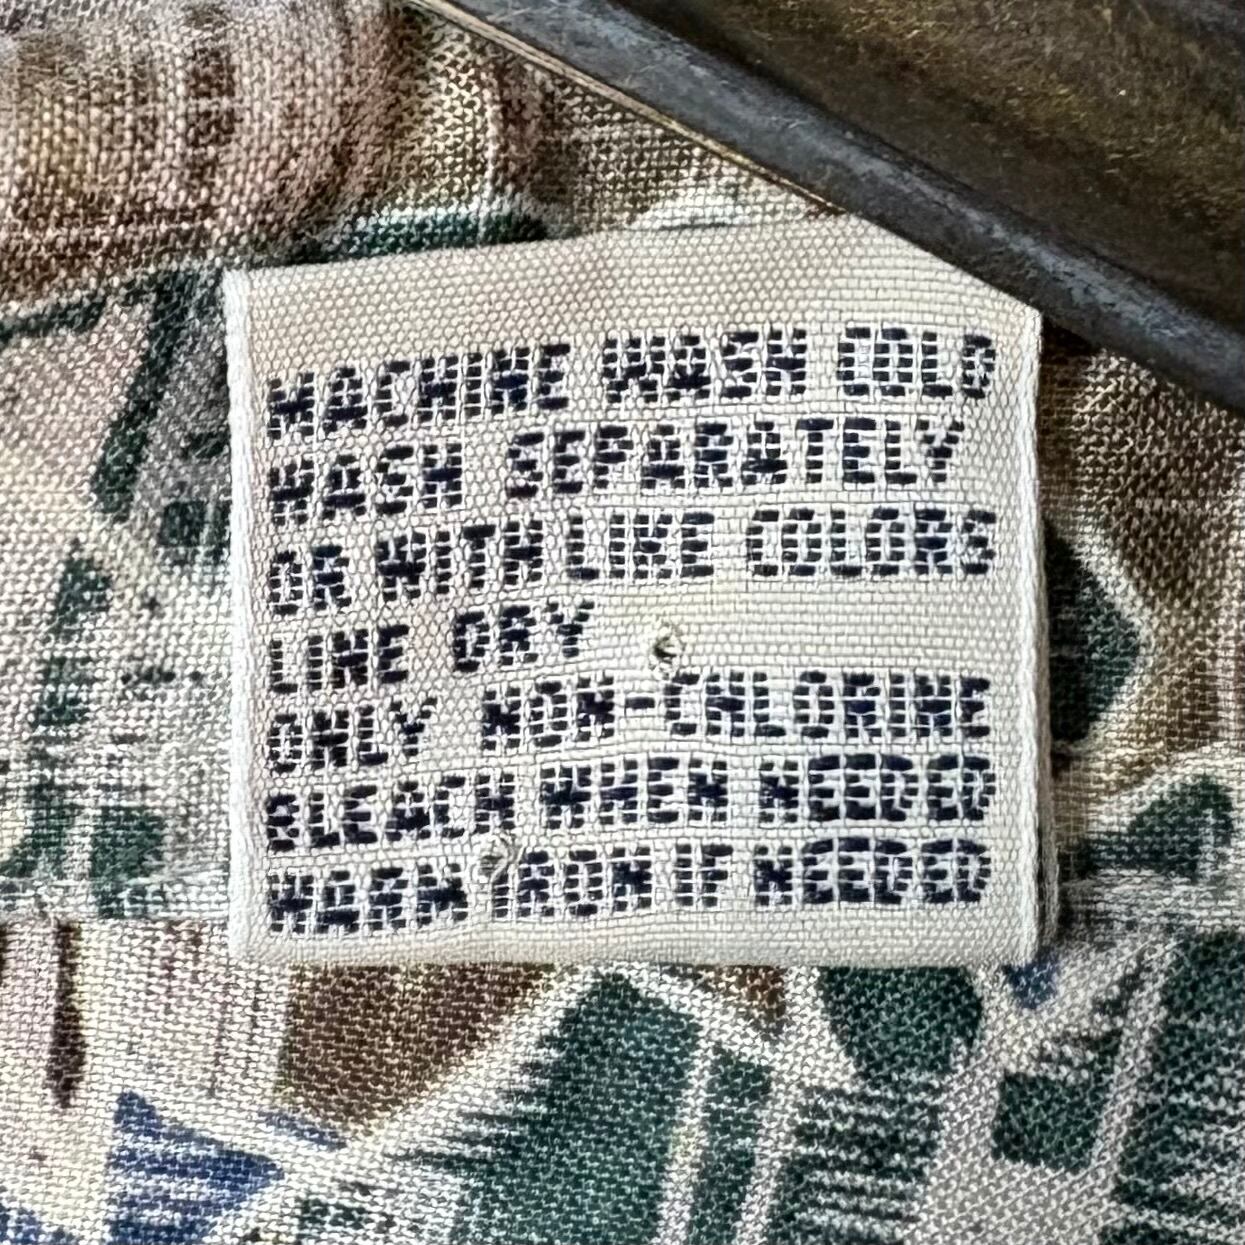 MACHINE WASH COLD
WASH SEPARATELY
OR WITH LIKE COLORS
LINE DRY
ONLY NON-CHLORINE
BLEACH WHEN NEEDED
WARM IRON IF NEEDED